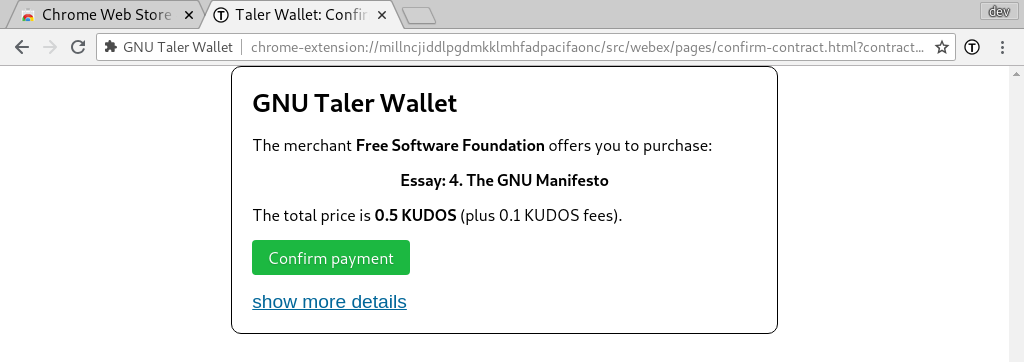 Chrome Web Store
Taler Wallet: Confir
dev
GNU Taler Wallet
chrome-extension://millncjiddlpgdmkklmhfadpacifaonc/src/webex/pages/confirm-contract.html?contract...
GNU Taler Wallet
The merchant Free Software Foundation offers you to purchase:
Essay: 4. The GNU Manifesto
The total price is 0.5 KUDOS (plus 0.1 KUDOS fees).
Confirm payment
show more details